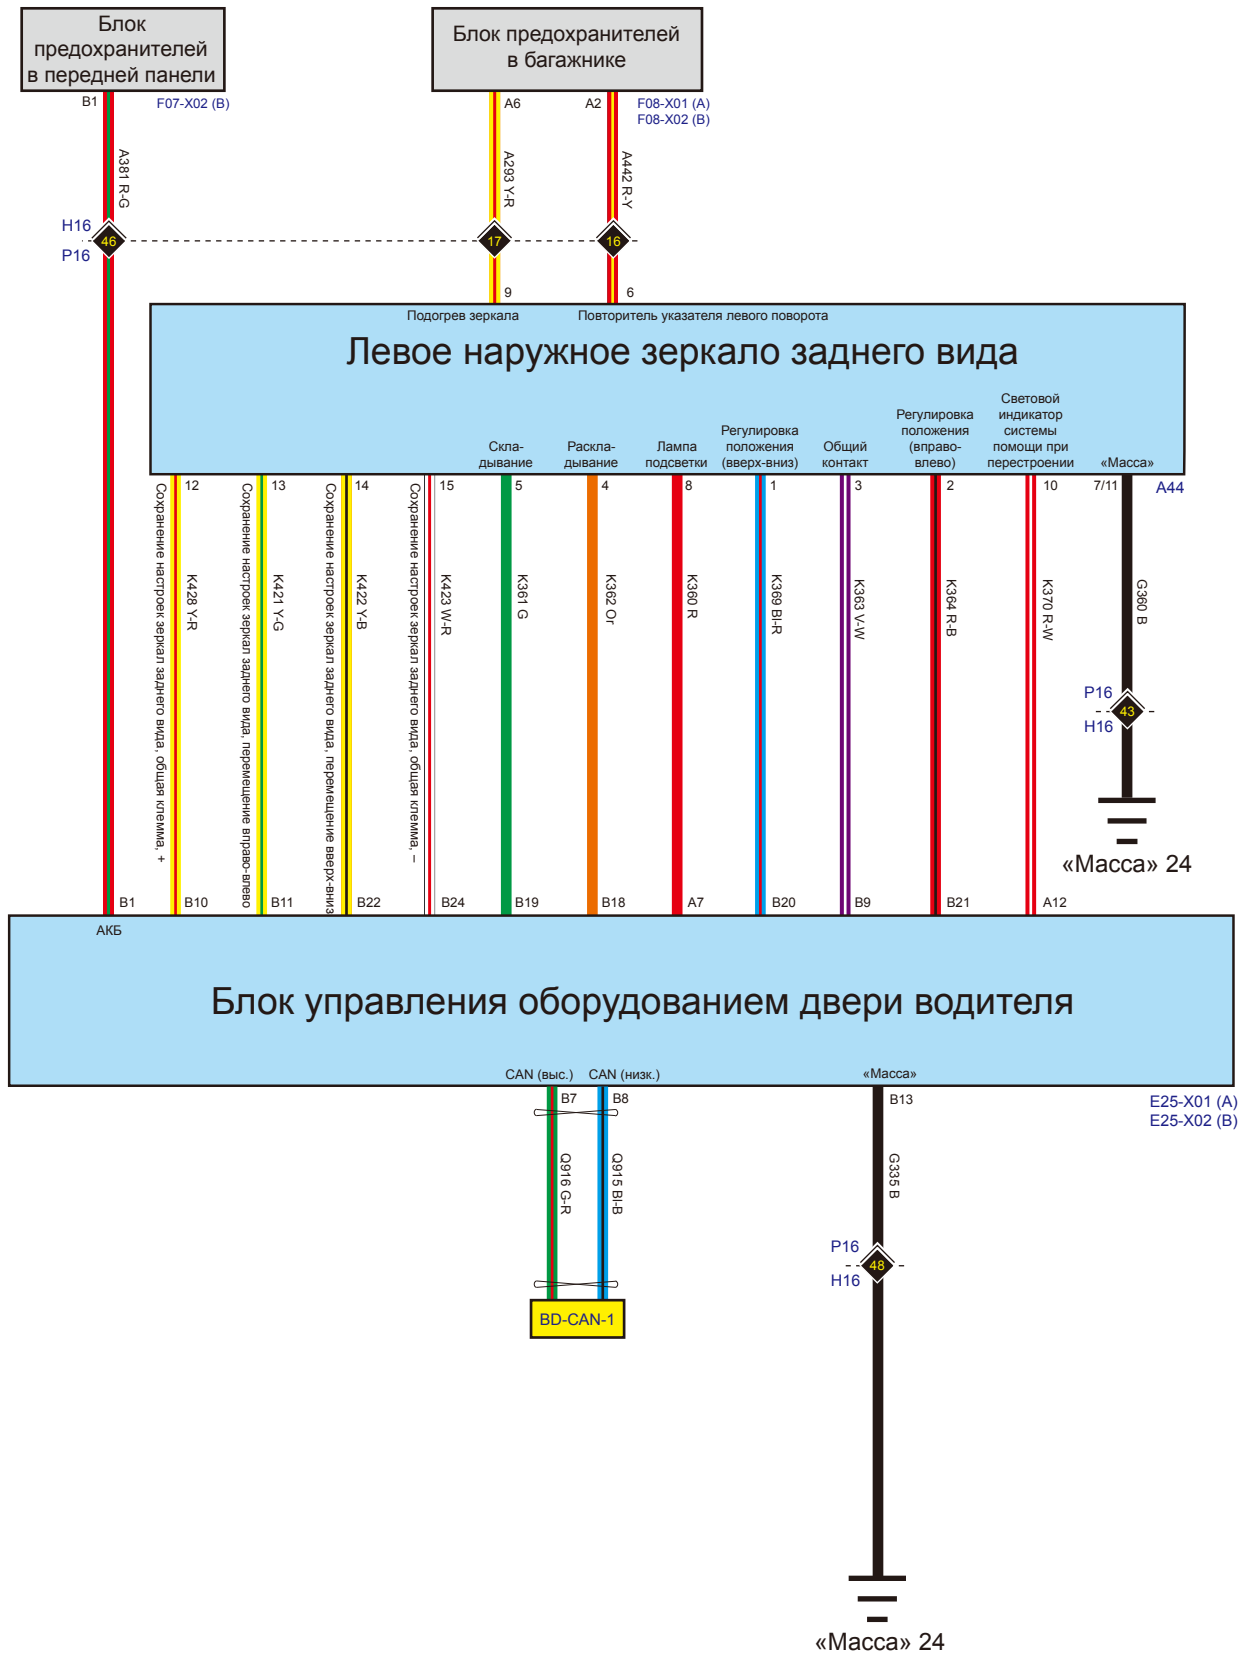 Блок
предохранителей
в передней панели
Блок предохранителей
в багажнике
B1
F07-X02 (B)
A6
A2
F08-X01 (A)
F08-X02 (B)
A381 R-G
A293 Y-R
A442 R-Y
H16
P16
46
17
16
9
6
Подогрев зеркала
Повторитель указателя левого поворота
Левое наружное зеркало заднего вида
Скла-
дывание
Раскла-
дывание
Лампа
подсветки
Регулировка
положения
(вверх-вниз)
Общий
контакт
Регулировка
положения
(вправо-
влево)
Световой
индикатор
системы
помощи при
перестроении
«Масса»
12
13
14
15
5
4
8
1
3
2
10
7/11
A44
Сохранение настроек зеркал заднего вида, общая клемма, +
K428 Y-R
Сохранение настроек зеркал заднего вида, перемещение вправо-влево
K421 Y-G
Сохранение настроек зеркал заднего вида, перемещение вверх-вниз
K422 Y-B
Сохранение настроек зеркал заднего вида, общая клемма, –
K423 W-R
K361 G
K362 Or
K360 R
K369 Bl-R
K363 V-W
K364 R-B
K370 R-W
G360 B
P16
43
H16
«Масса» 24
B1
B10
B11
B22
B24
B19
B18
A7
B20
B9
B21
A12
АКБ
Блок управления оборудованием двери водителя
CAN (выс.)
CAN (низк.)
«Масса»
B7
B8
B13
E25-X01 (A)
E25-X02 (B)
Q916 G-R
Q915 Bl-B
G335 B
P16
48
H16
BD-CAN-1
«Масса» 24